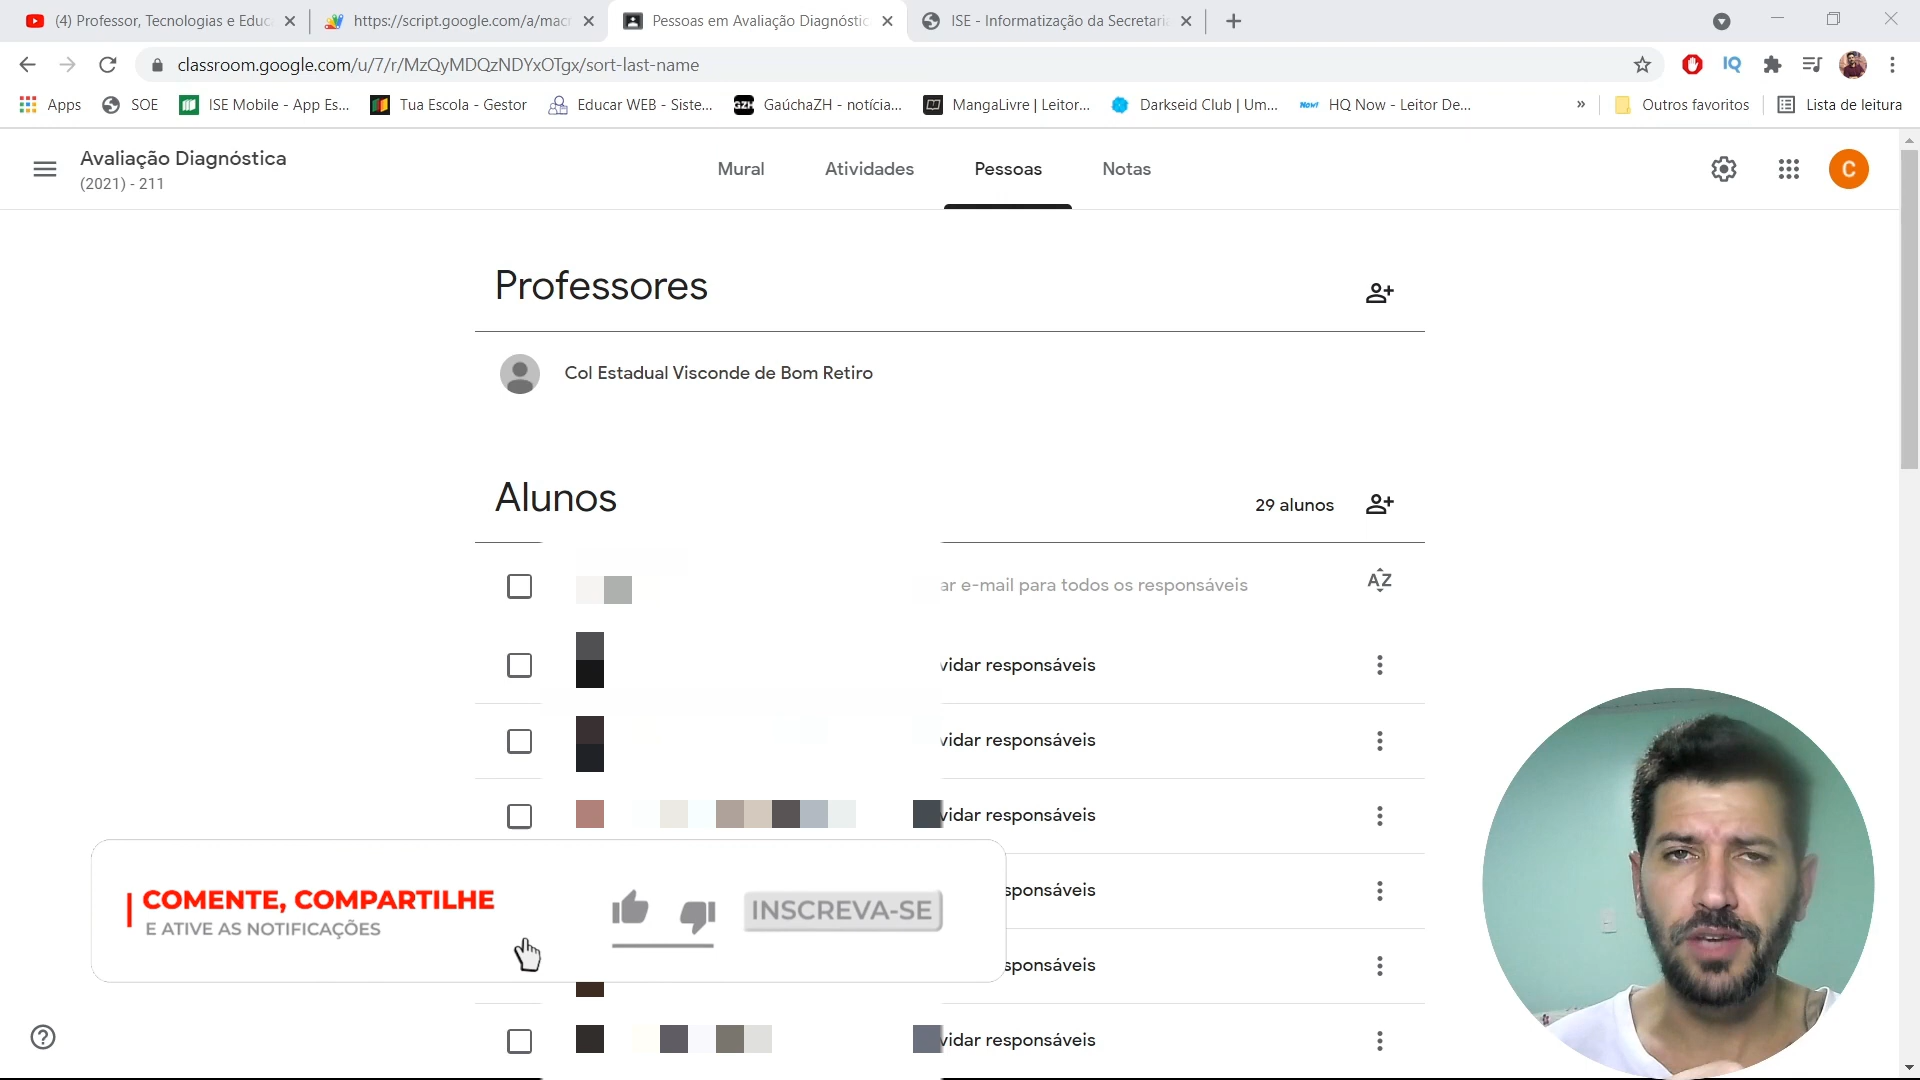 (4) Professor, Tecnologias e Educ
https://script.google.com/a/mac
Pessoas em Avaliação Diagnóstic
ISE - Informatização da Secretari
classroom.google.com/u/7/r/MzQyMDQzNDYxOTgx/sort-last-name
Apps
SOE
ISE Mobile - App Es...
Tua Escola - Gestor
Educar WEB - Siste...
GZH
GaúchaZH - notícia...
MangaLivre | Leitor...
Darkseid Club | Um...
Now!
HQ Now - Leitor De...
»
Outros favoritos
Lista de leitura
IQ
Avaliação Diagnóstica
(2021) - 211
Mural
Atividades
Pessoas
Notas
C
Professores
Col Estadual Visconde de Bom Retiro
Alunos
29 alunos
ar e-mail para todos os responsáveis
AZ
vidar responsáveis
vidar responsáveis
vidar responsáveis
sponsáveis
COMENTE, COMPARTILHE
E ATIVE AS NOTIFICAÇÕES
INSCREVA-SE
sponsáveis
vidar responsáveis